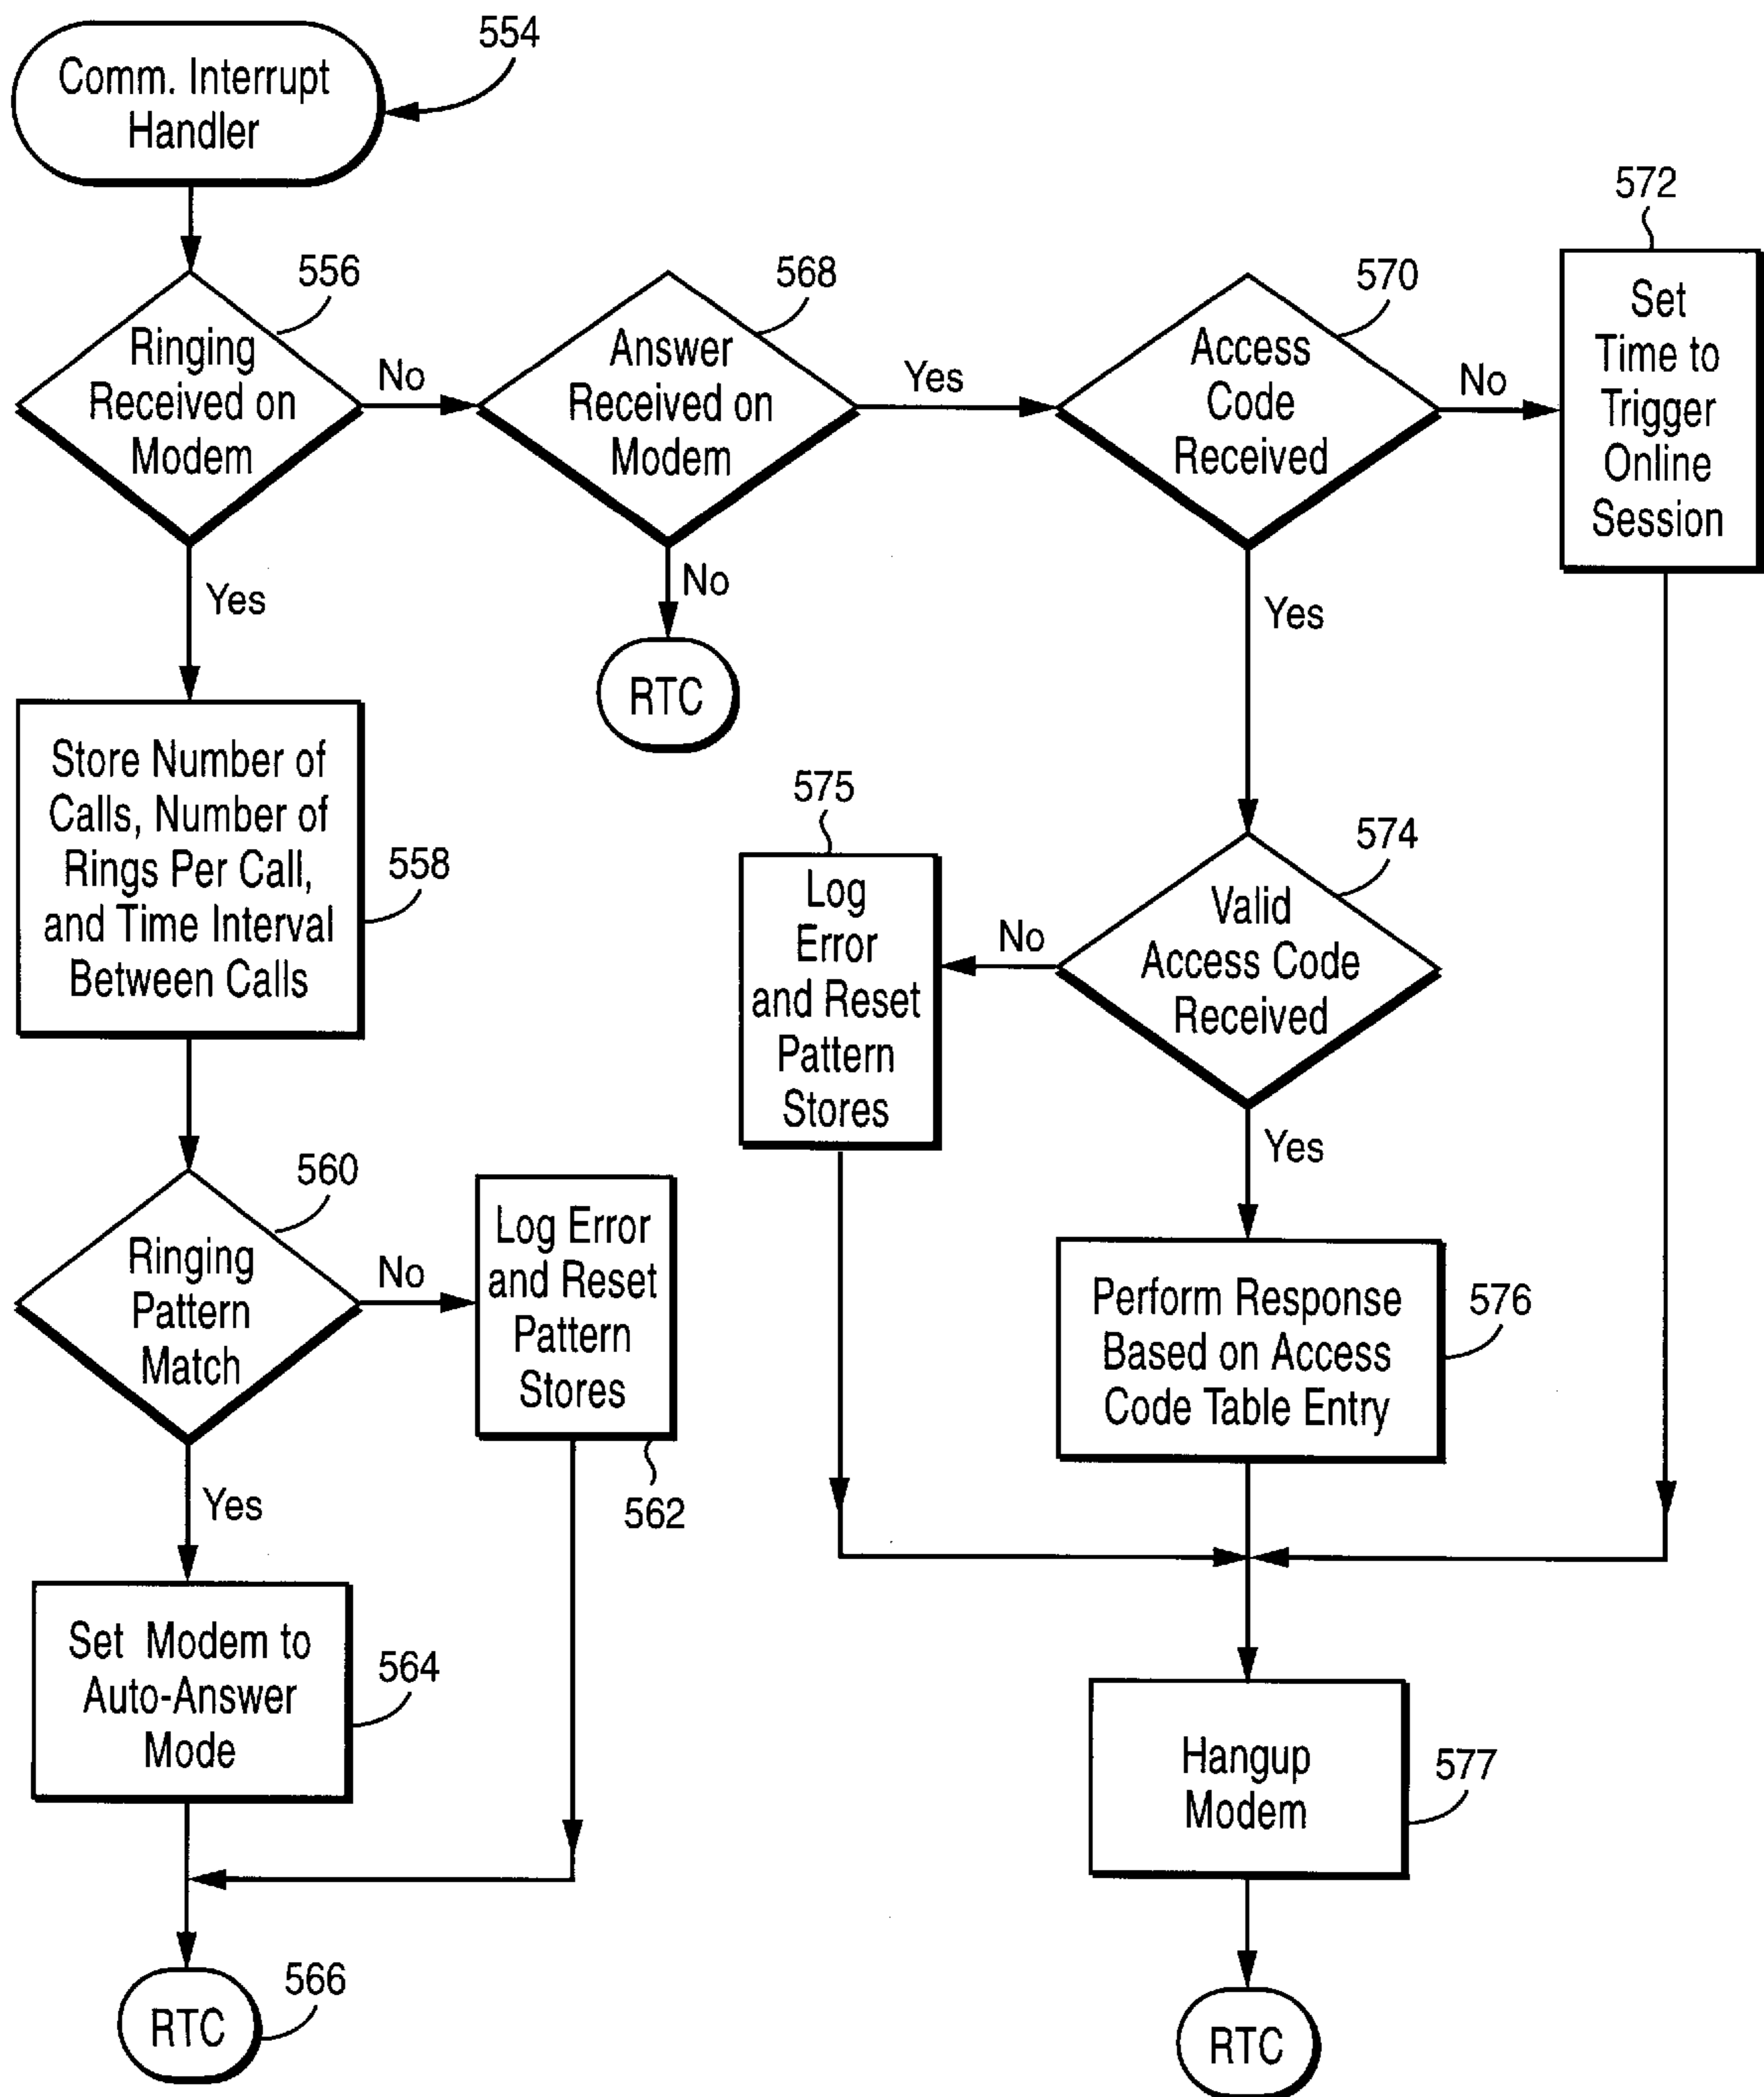 554
Comm. Interrupt
Handler
556
Ringing
Received on
Modem
No
Yes
568
Answer
Received on
Modem
Yes
No
RTC
570
Access
Code
Received
No
Yes
572
Set
Time to
Trigger
Online
Session
Store Number of
Calls, Number of
Rings Per Call,
and Time Interval
Between Calls
558
575
Log
Error
and Reset
Pattern
Stores
574
Valid
Access Code
Received
No
Yes
560
Ringing
Pattern
Match
No
Yes
Log Error
and Reset
Pattern
Stores
562
Perform Response
Based on Access
Code Table Entry
576
Set Modem to
Auto-Answer
Mode
564
Hangup
Modem
577
RTC
566
RTC